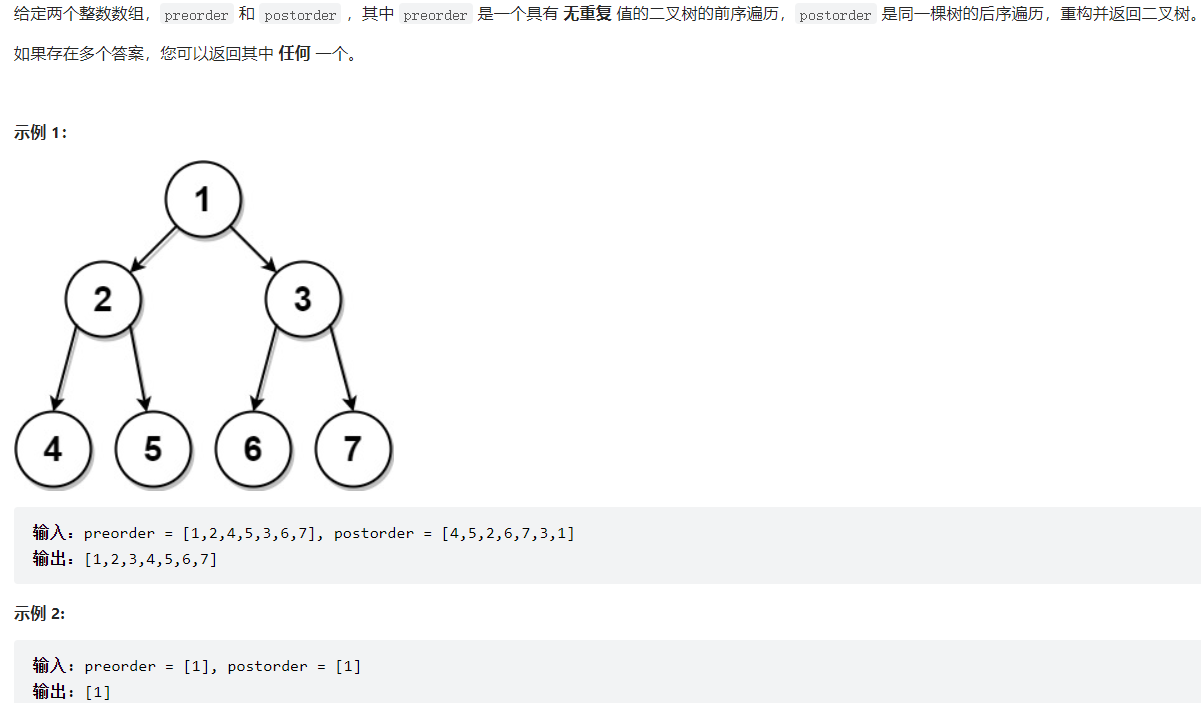 给定两个整数数组，preorder 和 postorder ，其中 preorder 是一个具有 无重复 值的二叉树的前序遍历，postorder 是同一棵树的后序遍历，重构并返回二叉树。
如果存在多个答案，您可以返回其中 任何 一个。
示例 1：
1
2 3
4 5 6 7
输入：preorder = [1,2,4,5,3,6,7], postorder = [4,5,2,6,7,3,1]
输出：[1,2,3,4,5,6,7]
示例 2:
输入: preorder = [1], postorder = [1]
输出: [1]